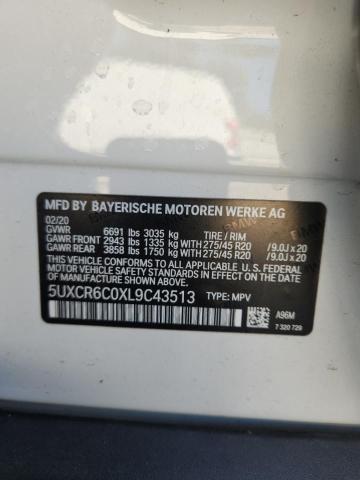 MFD BY BAYERISCHE MOTOREN WERKE AG
02/20
GVWR 6691 lbs 3035 kg TIRE / RIM
GAWR FRONT 2943 lbs 1335 kg WITH 275/45 R20 /9.0J x 20
GAWR REAR 3858 lbs 1750 kg WITH 275/45 R20 /9.0J x 20
THIS VEHICLE CONFORMS TO ALL APPLICABLE U.S. FEDERAL
MOTOR VEHICLE SAFETY STANDARDS IN EFFECT ON THE
DATE OF MANUFACTURE SHOWN ABOVE.
5UXCR6C0XL9C43513 TYPE: MPV
A96M
7 320 729